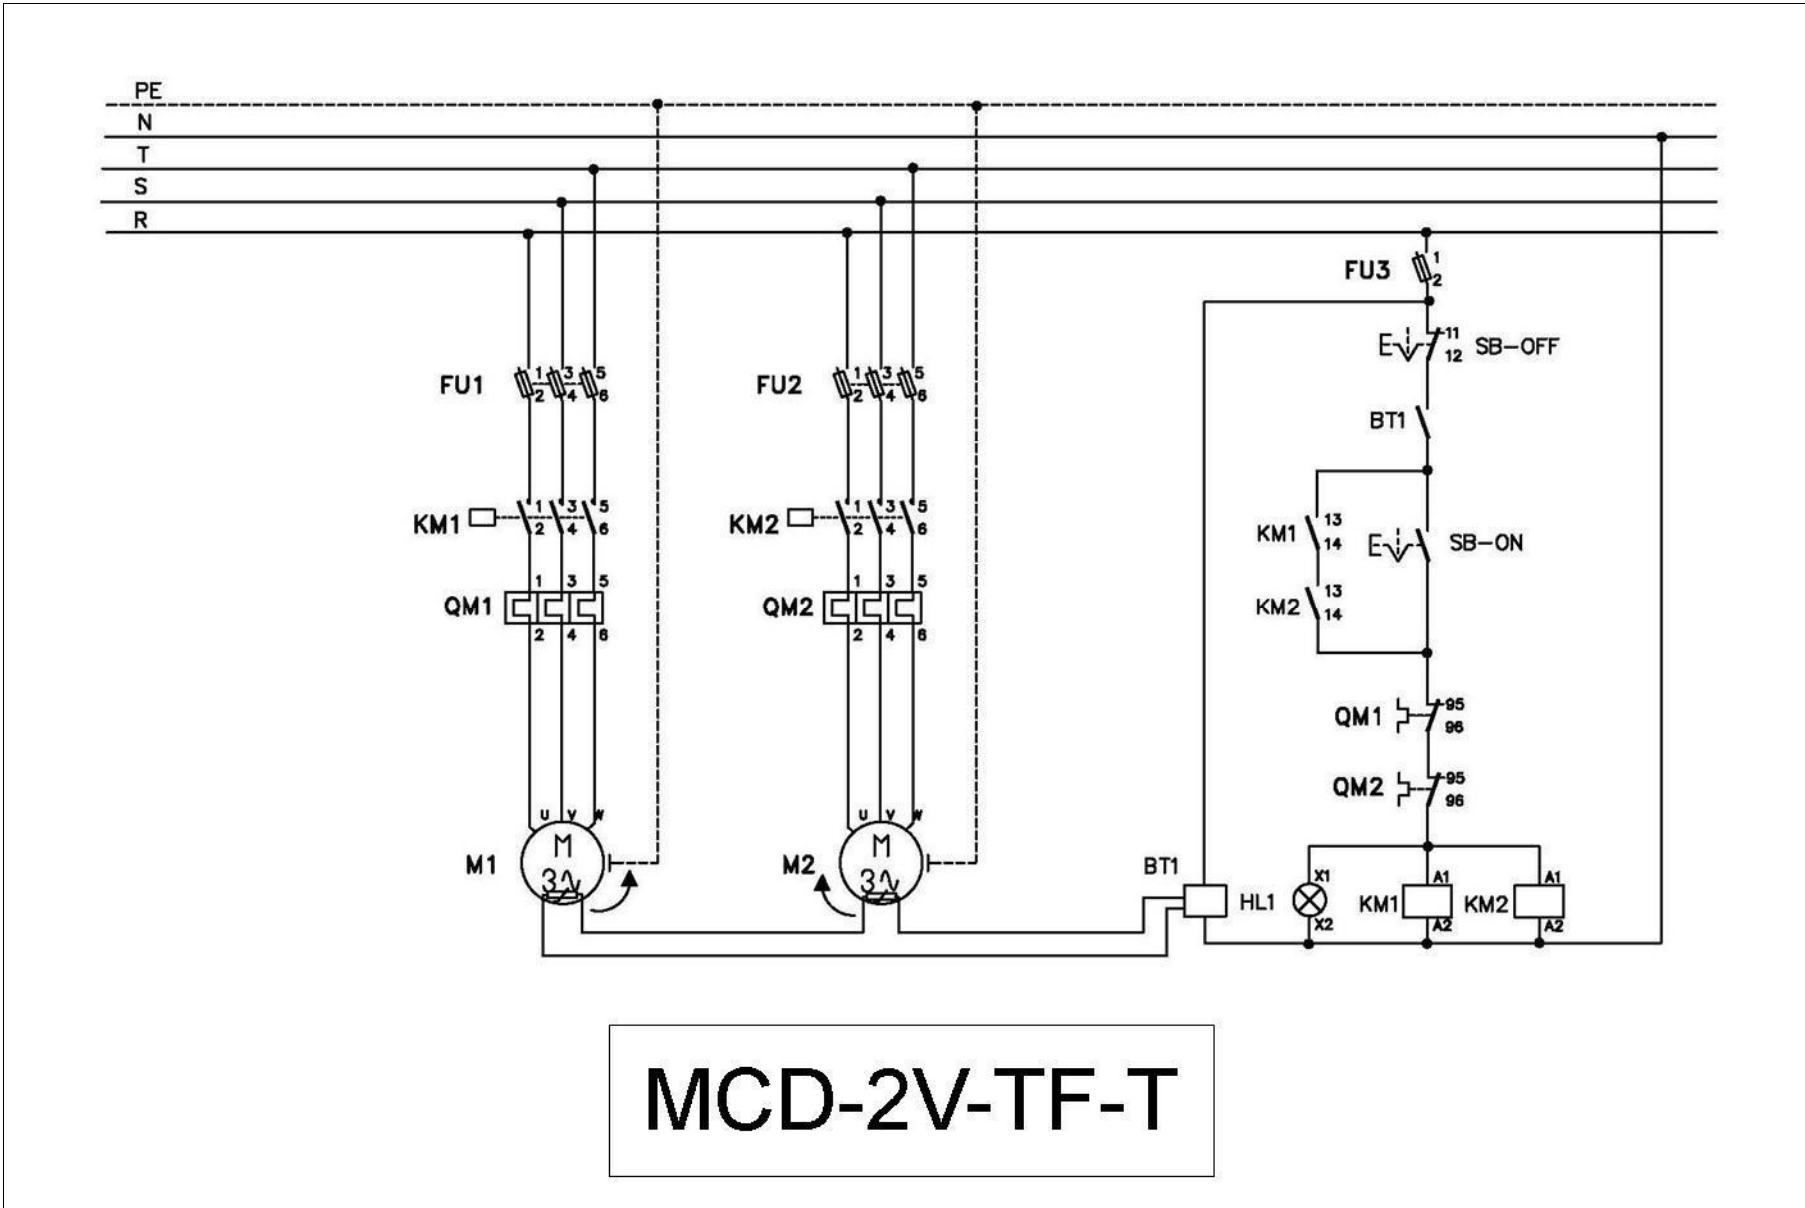 PE
N
T
S
R
FU3 1
2
E SB-OFF 11
12
FU1 1 3 5
2 4 6
FU2 1 3 5
2 4 6
BT1
KM1 1 3 5
2 4 6
KM2 1 3 5
2 4 6
KM1 13
14
E SB-ON
QM1 1 3 5
2 4 6
QM2 1 3 5
2 4 6
KM2 13
14
QM1 95
96
QM2 95
96
U V W
M1 M
3
U V W
M2 M
3
BT1
HL1 X1
X2
KM1 A1
A2
KM2 A1
A2
MCD-2V-TF-T